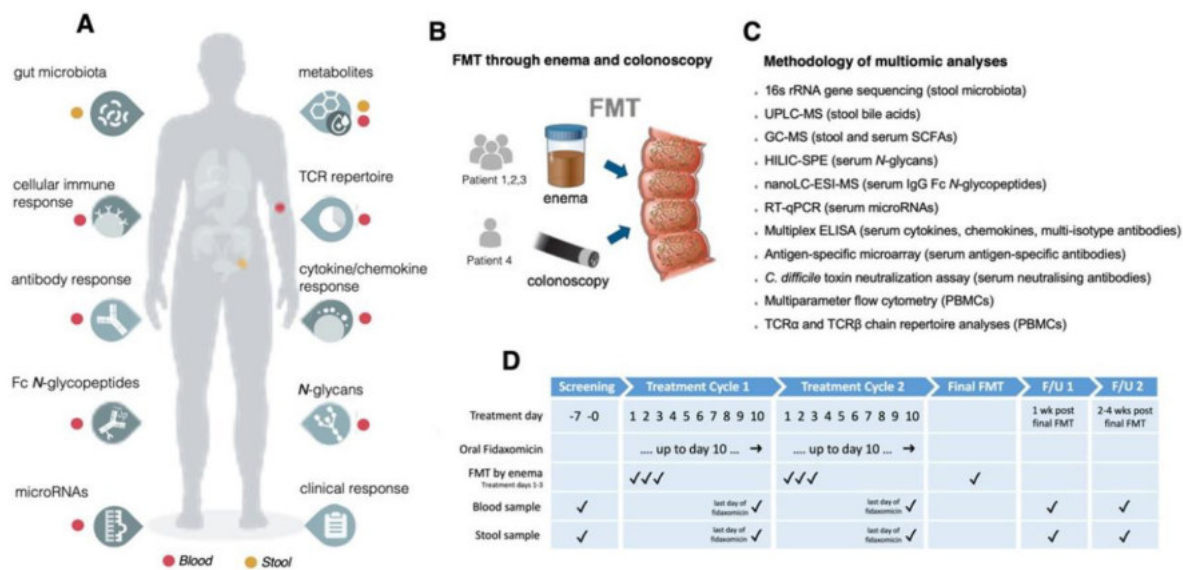 A
gut microbiota
metabolites
cellular immune
response
TCR repertoire
antibody response
cytokine/chemokine
response
Fc N-glycopeptides
N-glycans
microRNAs
clinical response
Blood
Stool
B
FMT through enema and colonoscopy
FMT
Patient 1,2,3
enema
Patient 4
colonoscopy
C
Methodology of multiomic analyses
16s rRNA gene sequencing (stool microbiota)
UPLC-MS (stool bile acids)
GC-MS (stool and serum SCFAs)
HILIC-SPE (serum N-glycans)
nanoLC-ESI-MS (serum IgG Fc N-glycopeptides)
RT-qPCR (serum microRNAs)
Multiplex ELISA (serum cytokines, chemokines, multi-isotype antibodies)
Antigen-specific microarray (serum antigen-specific antibodies)
C. difficile toxin neutralization assay (serum neutralising antibodies)
Multiparameter flow cytometry (PBMCs)
TCRα and TCRβ chain repertoire analyses (PBMCs)
D
Screening Treatment Cycle 1 Treatment Cycle 2 Final FMT F/U 1 F/U 2
Treatment day -7 -0 1 2 3 4 5 6 7 8 9 10 1 2 3 4 5 6 7 8 9 10 1 wk post final FMT 2-4 wks post final FMT
Oral Fidaxomicin .... up to day 10 ... → .... up to day 10 ... →
FMT by enema ✓✓✓ ✓✓✓ ✓
Treatment days 1-3
Blood sample ✓ last day of fidaxomicin ✓ last day of fidaxomicin ✓ ✓ ✓
Stool sample ✓ last day of fidaxomicin ✓ last day of fidaxomicin ✓ ✓ ✓